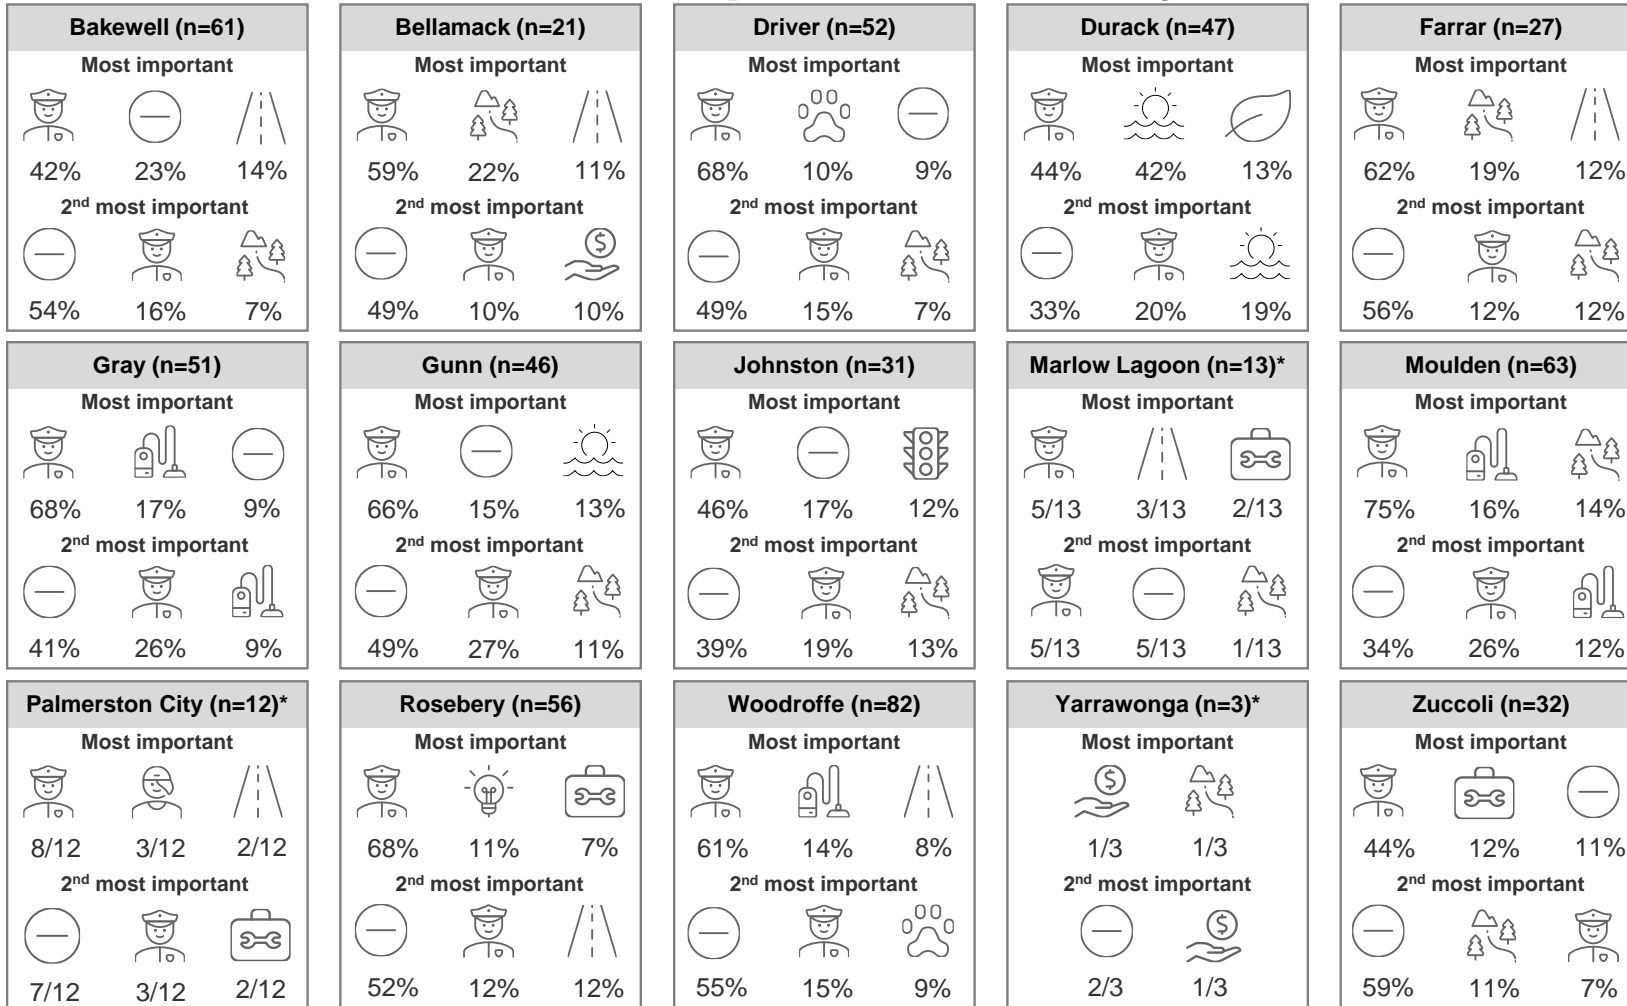 Bakewell (n=61)
Most important
42% 23% 14%
2nd most important
54% 16% 7%
Bellamack (n=21)
Most important
59% 22% 11%
2nd most important
$
49% 10% 10%
Driver (n=52)
Most important
68% 10% 9%
2nd most important
49% 15% 7%
Durack (n=47)
Most important
44% 42% 13%
2nd most important
33% 20% 19%
Farrar (n=27)
Most important
62% 19% 12%
2nd most important
56% 12% 12%
Gray (n=51)
Most important
68% 17% 9%
2nd most important
41% 26% 9%
Gunn (n=46)
Most important
66% 15% 13%
2nd most important
49% 27% 11%
Johnston (n=31)
Most important
46% 17% 12%
2nd most important
39% 19% 13%
Marlow Lagoon (n=13)*
Most important
5/13 3/13 2/13
2nd most important
5/13 5/13 1/13
Moulden (n=63)
Most important
75% 16% 14%
2nd most important
34% 26% 12%
Palmerston City (n=12)*
Most important
8/12 3/12 2/12
2nd most important
7/12 3/12 2/12
Rosebery (n=56)
Most important
68% 11% 7%
2nd most important
52% 12% 12%
Woodroffe (n=82)
Most important
61% 14% 8%
2nd most important
55% 15% 9%
Yarrawonga (n=3)*
Most important
$
1/3 1/3
2nd most important
$
2/3 1/3
Zuccoli (n=32)
Most important
44% 12% 11%
2nd most important
59% 11% 7%